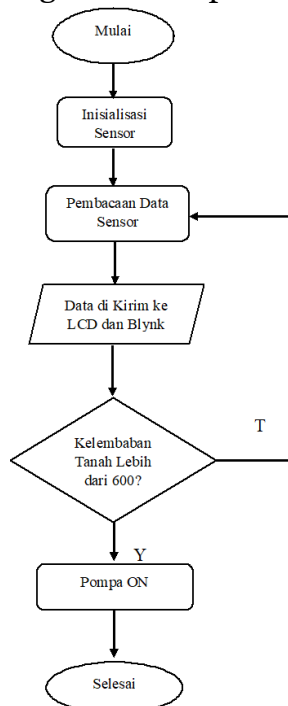 Mulai
Inisialisasi
Sensor
Pembacaan Data
Sensor
Data di Kirim ke
LCD dan Blynk
Kelembaban
Tanah Lebih
dari 600?
T
Y
Pompa ON
Selesai